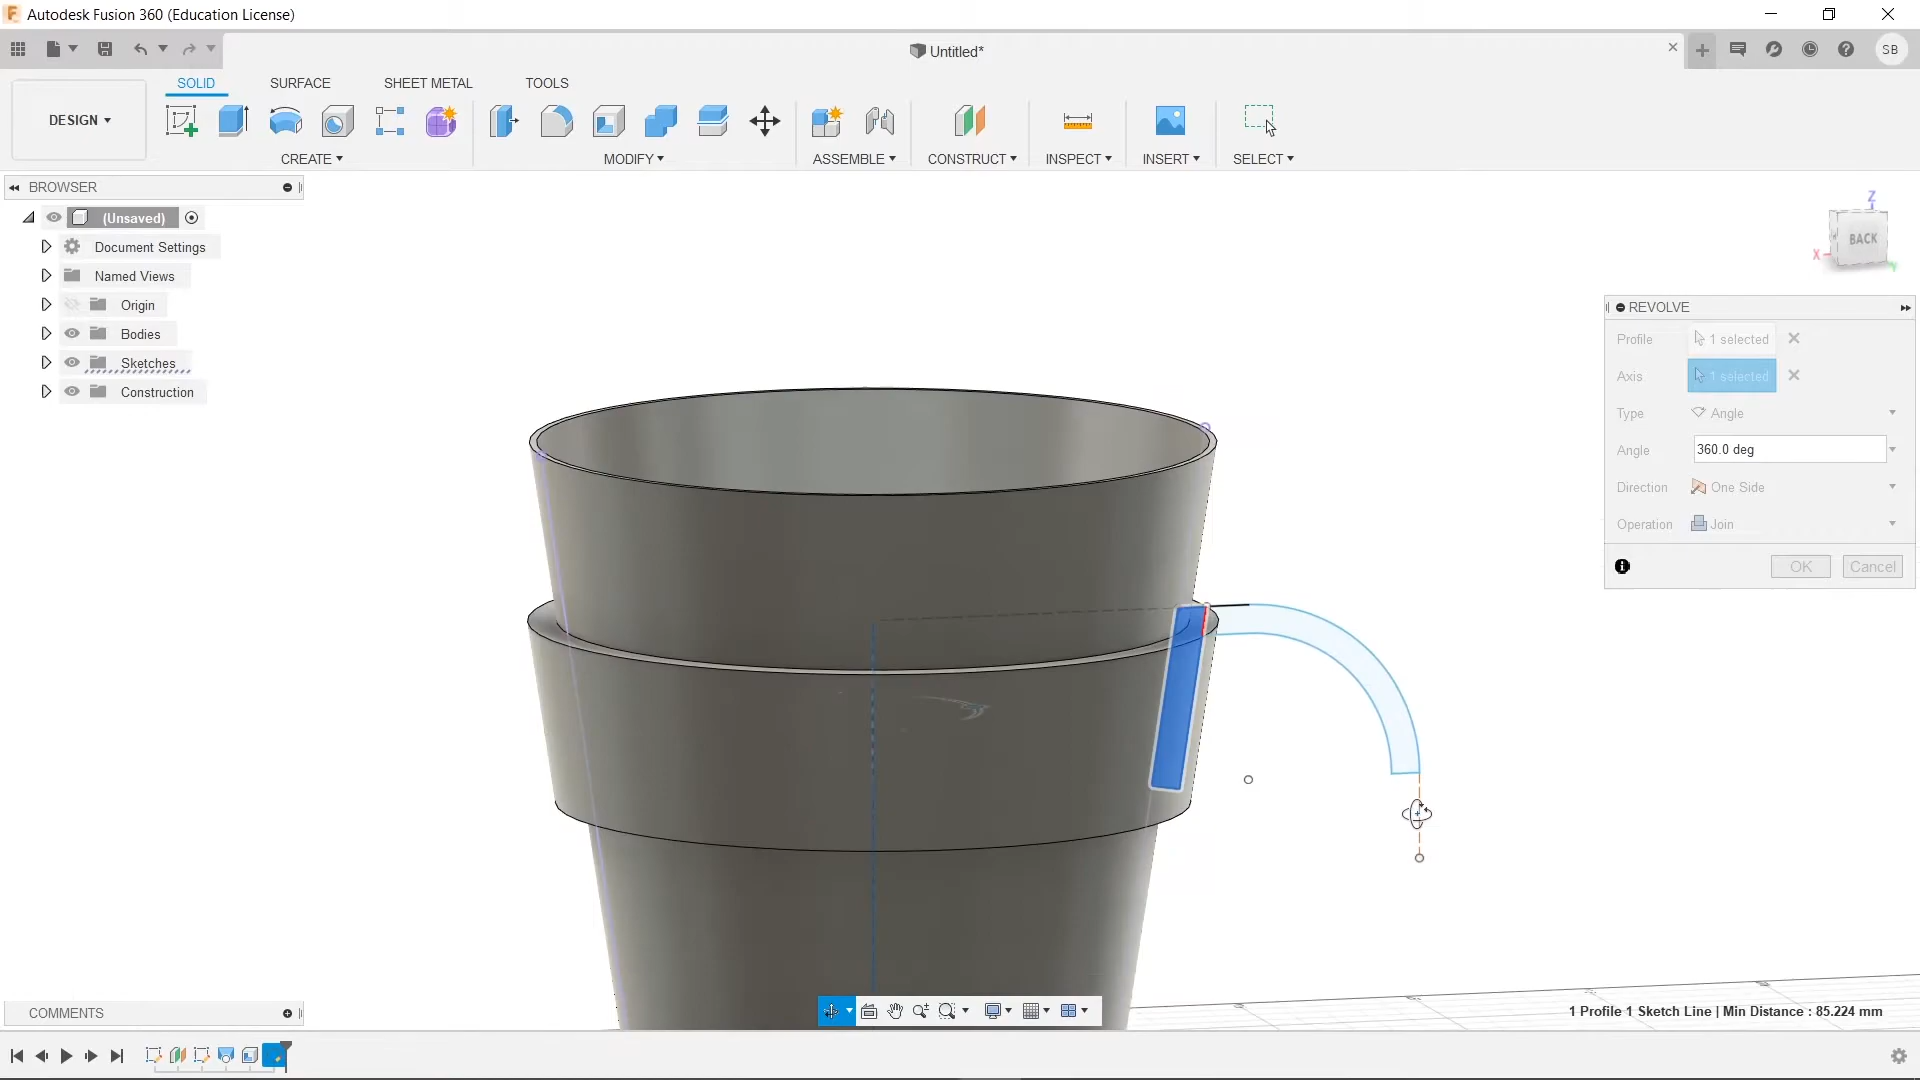 Autodesk Fusion 360 (Education License)
Untitled*
SB
DESIGN
SOLID
SURFACE
SHEET METAL
TOOLS
CREATE
MODIFY
ASSEMBLE
CONSTRUCT
INSPECT
INSERT
SELECT
BROWSER
(Unsaved)
Document Settings
Named Views
Origin
Bodies
Sketches
Construction
Z
BACK
X
Y
REVOLVE
Profile 1 selected
Axis 1 selected
Type Angle
Angle 360.0 deg
Direction One Side
Operation Join
OK Cancel
COMMENTS
1 Profile 1 Sketch Line | Min Distance : 85.224 mm